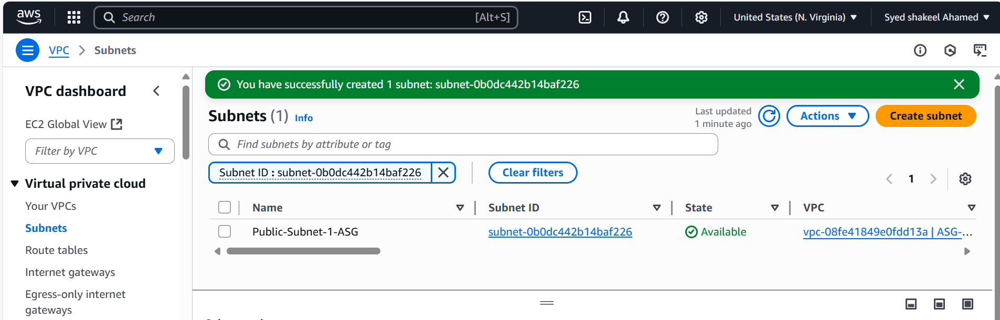 aws
Search [Alt+S]
United States (N. Virginia)
Syed shakeel Ahamed
VPC
Subnets
VPC dashboard
EC2 Global View
Filter by VPC
Virtual private cloud
Your VPCs
Subnets
Route tables
Internet gateways
Egress-only internet
gateways
You have successfully created 1 subnet: subnet-0b0dc442b14baf226
Subnets (1) Info
Last updated
1 minute ago
Actions
Create subnet
Find subnets by attribute or tag
Subnet ID : subnet-0b0dc442b14baf226
Clear filters
1
Name Subnet ID State VPC
Public-Subnet-1-ASG subnet-0b0dc442b14baf226 Available vpc-08fe41849e0fdd13a | ASG-...